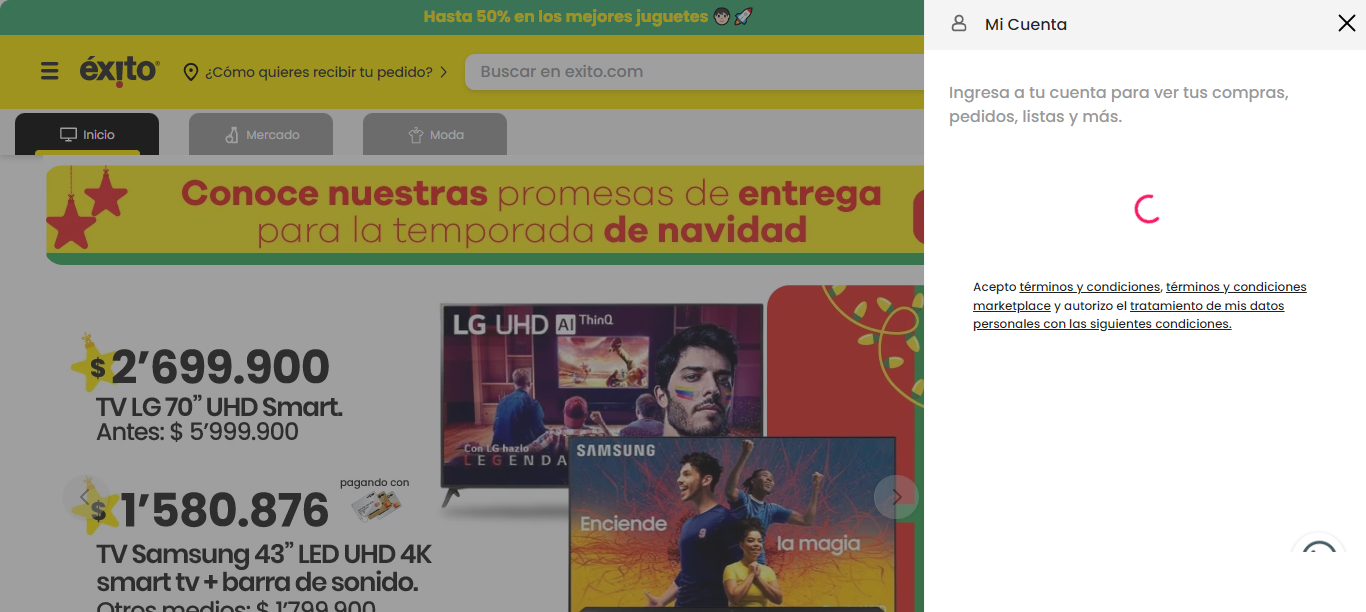 Hasta 50% en los mejores juguetes
éxito
¿Cómo quieres recibir tu pedido?
Buscar en exito.com
Inicio
Mercado
Moda
Conoce nuestras promesas de entrega
para la temporada de navidad
$ 2’699.900
TV LG 70” UHD Smart.
Antes: $ 5’999.900
$ 1’580.876
pagando con
TV Samsung 43” LED UHD 4K
smart tv + barra de sonido.
Otros medios: $ 1’799.900
LG UHD AI ThinQ
Con LG hazlo
LEGENDA
SAMSUNG
Enciende
la magia
Mi Cuenta
Ingresa a tu cuenta para ver tus compras,
pedidos, listas y más.
Acepto términos y condiciones, términos y condiciones
marketplace y autorizo el tratamiento de mis datos
personales con las siguientes condiciones.